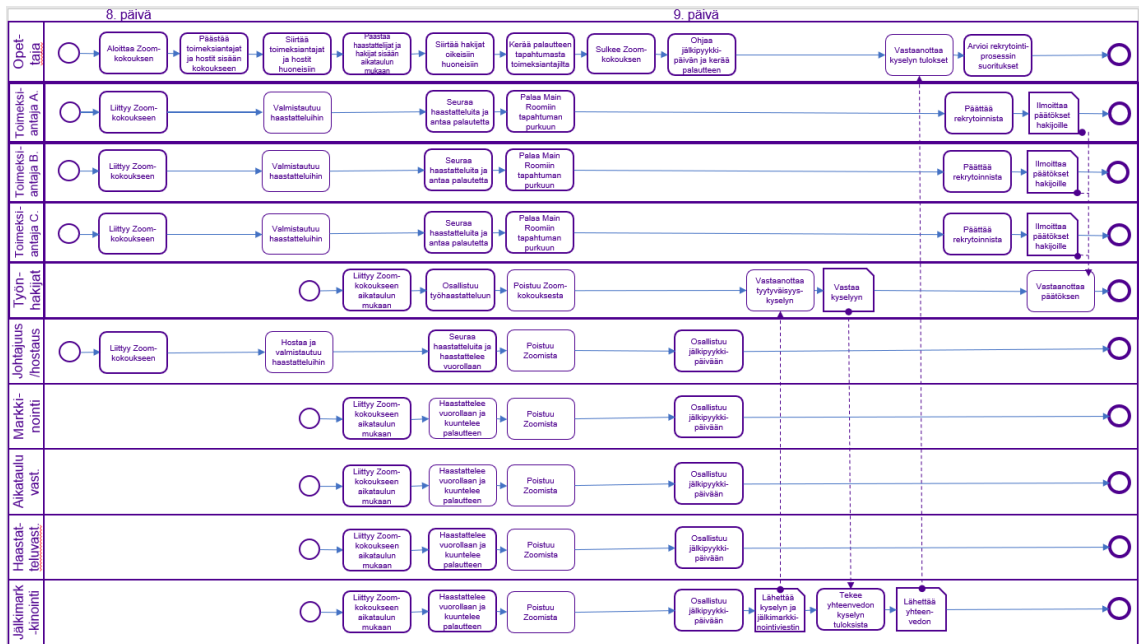 8. päivä
9. päivä
Opet-
taja
Aloittaa Zoom-
kokouksen
Päästää
toimeksiantajat
ja hostit sisään
kokoukseen
Siirtää
toimeksiantajat
ja hostit
huoneisiin
Päästää
haastattelijat ja
hakijat sisään
aikataulun
mukaan
Siirtää hakijat
oikeisiin
huoneisiin
Kerää palautteen
tapahtumasta
toimeksiantajilta
Sulkee Zoom-
kokouksen
Ohjaa
jälkipyykki-
päivän ja kerää
palautteen
Vastaanottaa
kyselyn tulokset
Arvioi rekrytointi-
prosessin
suoritukset
Toimeksi-
antaja A.
Liittyy Zoom-
kokoukseen
Valmistautuu
haastatteluihin
Seuraa
haastatteluita ja
antaa palautetta
Palaa Main
Roomiin
tapahtuman
purkuun
Päättää
rekrytoinnista
Ilmoittaa
päätökset
hakijoille
Toimeksi-
antaja B.
Liittyy Zoom-
kokoukseen
Valmistautuu
haastatteluihin
Seuraa
haastatteluita ja
antaa palautetta
Palaa Main
Roomiin
tapahtuman
purkuun
Päättää
rekrytoinnista
Ilmoittaa
päätökset
hakijoille
Toimeksi-
antaja C.
Liittyy Zoom-
kokoukseen
Valmistautuu
haastatteluihin
Seuraa
haastatteluita ja
antaa palautetta
Palaa Main
Roomiin
tapahtuman
purkuun
Päättää
rekrytoinnista
Ilmoittaa
päätökset
hakijoille
Työn-
hakijat
Liittyy Zoom-
kokoukseen
aikataulun
mukaan
Osallistuu
työhaastatteluun
Poistuu Zoom-
kokouksesta
Vastaanottaa
tyytyväisyys-
kyselyn
Vastaa
kyselyyn
Vastaanottaa
päätöksen
Johtajuus
/hostaus
Liittyy Zoom-
kokoukseen
Hostaa ja
valmistautuu
haastatteluihin
Seuraa
haastatteluita ja
haastattelee
vuorollaan
Poistuu
Zoomista
Osallistuu
jälkipyykki-
päivään
Markki-
nointi
Liittyy Zoom-
kokoukseen
aikataulun
mukaan
Haastattelee
vuorollaan ja
kuuntelee
palautteen
Poistuu
Zoomista
Osallistuu
jälkipyykki-
päivään
Aikataulu
vast.
Liittyy Zoom-
kokoukseen
aikataulun
mukaan
Haastattelee
vuorollaan ja
kuuntelee
palautteen
Poistuu
Zoomista
Osallistuu
jälkipyykki-
päivään
Haastat-
teluvast.
Liittyy Zoom-
kokoukseen
aikataulun
mukaan
Haastattelee
vuorollaan ja
kuuntelee
palautteen
Poistuu
Zoomista
Osallistuu
jälkipyykki-
päivään
Jälkimark
-kinointi
Liittyy Zoom-
kokoukseen
aikataulun
mukaan
Haastattelee
vuorollaan ja
kuuntelee
palautteen
Poistuu
Zoomista
Osallistuu
jälkipyykki-
päivään
Lähettää
kyselyn ja
jälkimarkki-
nointiviestin
Tekee
yhteenvedon
kyselyn
tuloksista
Lähettää
yhteen-
vedon